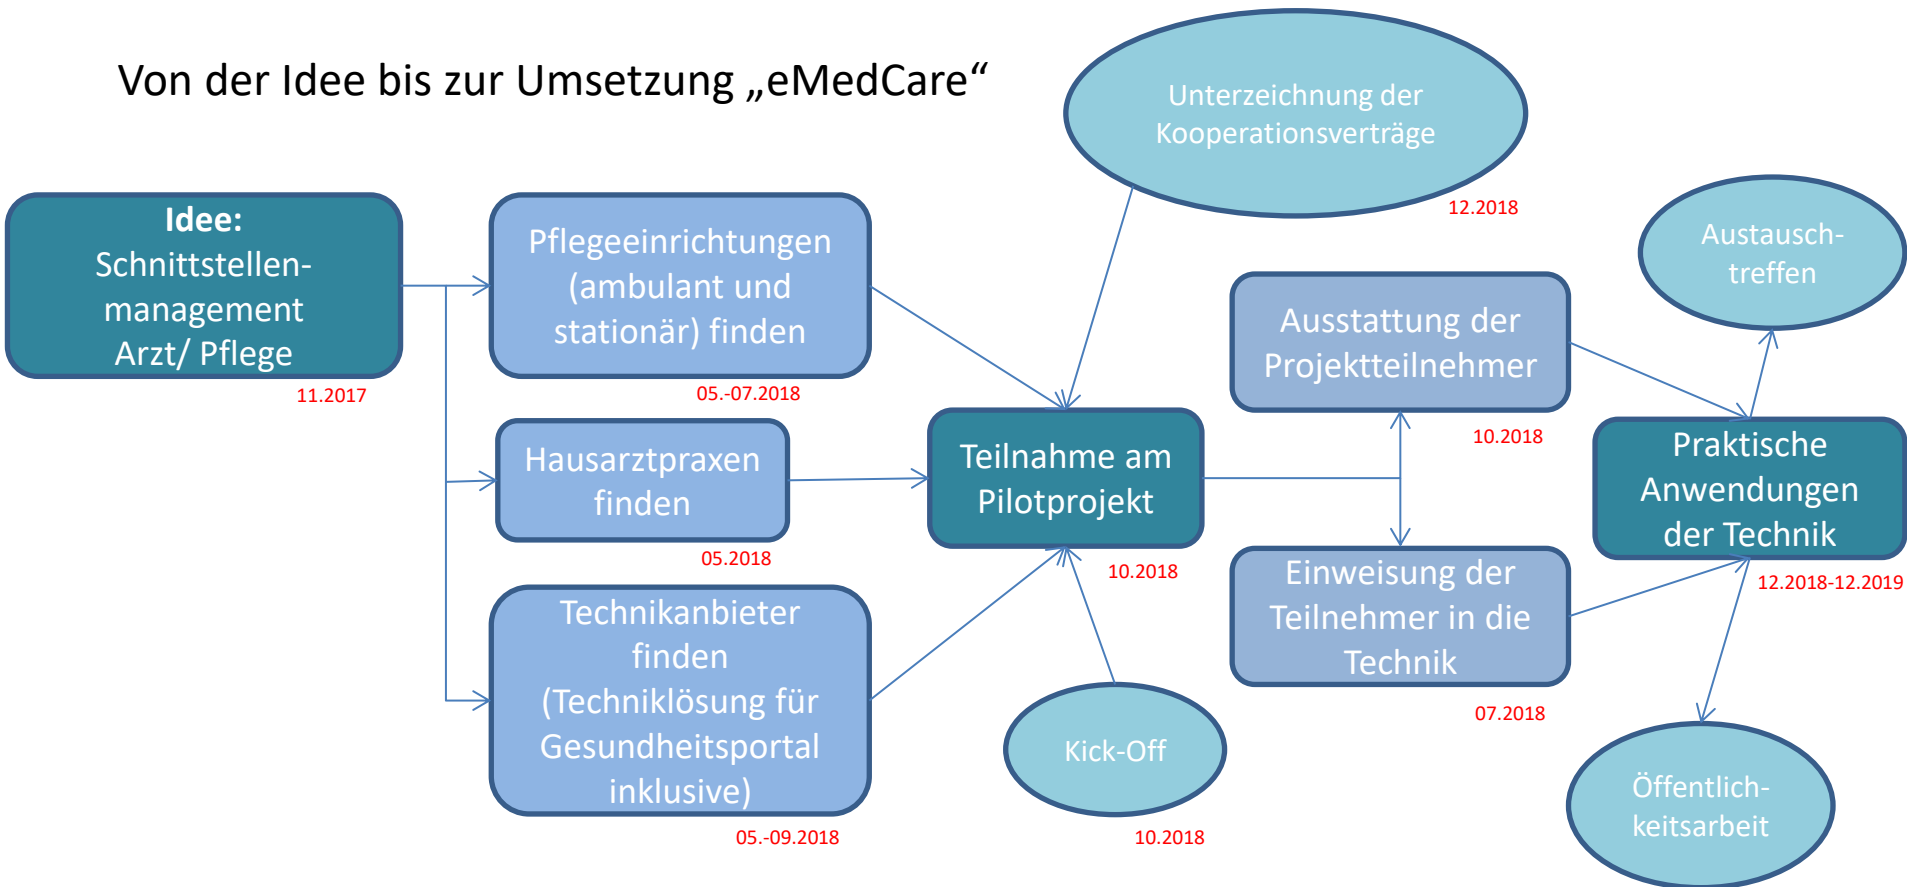 Von der Idee bis zur Umsetzung „eMedCare“
Unterzeichnung der
Kooperationsverträge
12.2018
Idee:
Schnittstellen-
management
Arzt/ Pflege
11.2017
Pflegeeinrichtungen
(ambulant und
stationär) finden
05.-07.2018
Hausarztpraxen
finden
05.2018
Technikanbieter
finden
(Techniklösung für
Gesundheitsportal
inklusive)
05.-09.2018
Teilnahme am
Pilotprojekt
10.2018
Kick-Off
10.2018
Ausstattung der
Projektteilnehmer
10.2018
Einweisung der
Teilnehmer in die
Technik
07.2018
Austausch-
treffen
Praktische
Anwendungen
der Technik
12.2018-12.2019
Öffentlich-
keitsarbeit